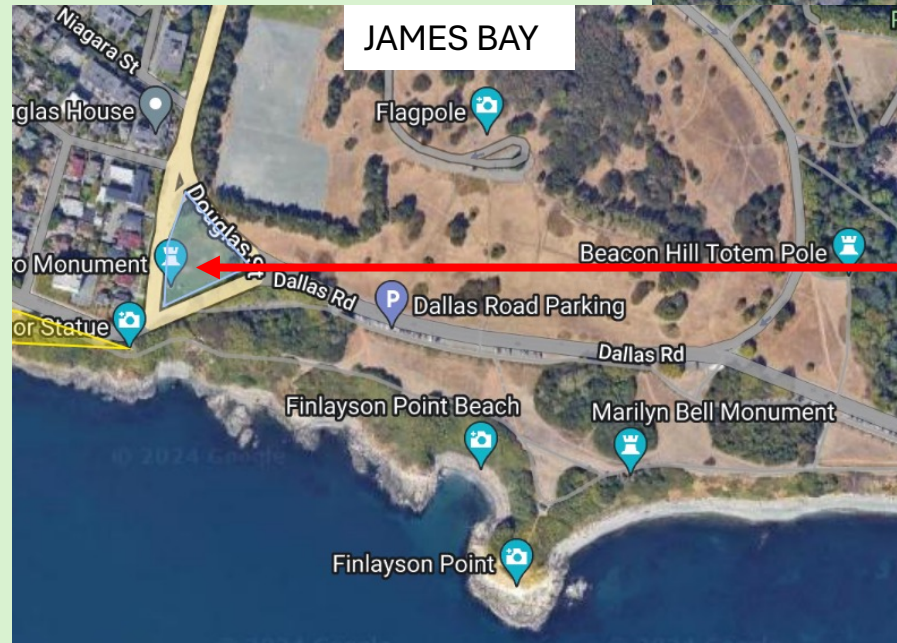 JAMES BAY
Niagara St
uglas House
Flagpole
Douglas St
o Monument
Beacon Hill Totem Pole
Dallas Rd
P
Dallas Road Parking
or Statue
Dallas Rd
Finlayson Point Beach
Marilyn Bell Monument
© 2024 Google
Finlayson Point